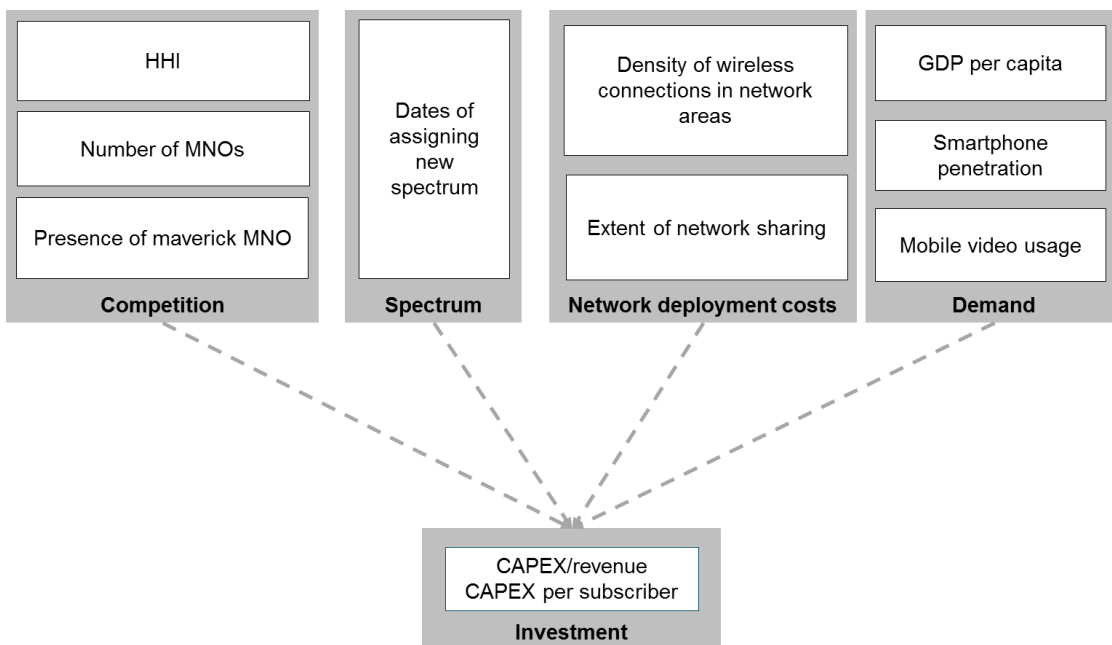 HHI
Number of MNOs
Presence of maverick MNO
Competition
Dates of
assigning
new
spectrum
Spectrum
Density of wireless
connections in network
areas
Extent of network sharing
Network deployment costs
GDP per capita
Smartphone
penetration
Mobile video usage
Demand
CAPEX/revenue
CAPEX per subscriber
Investment